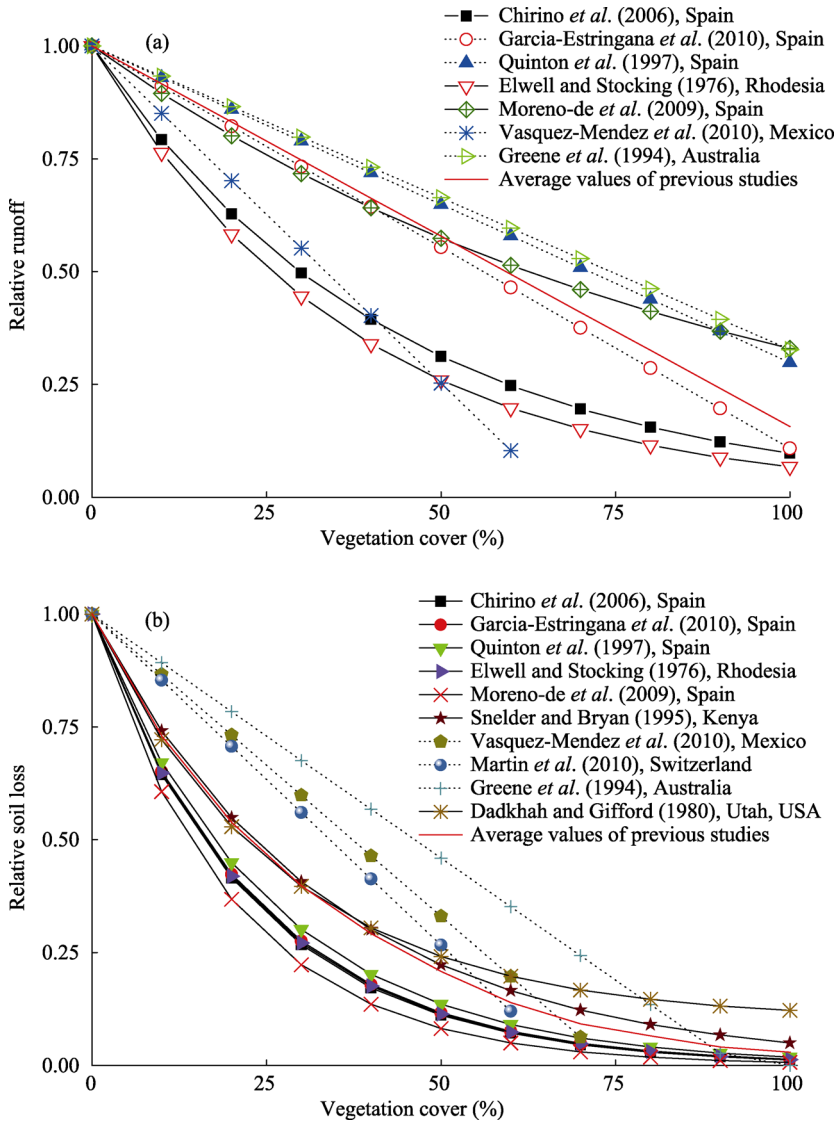 (a)
Chirino et al. (2006), Spain
Garcia-Estringana et al. (2010), Spain
Quinton et al. (1997), Spain
Elwell and Stocking (1976), Rhodesia
Moreno-de et al. (2009), Spain
Vasquez-Mendez et al. (2010), Mexico
Greene et al. (1994), Australia
Average values of previous studies
Relative runoff
1.00
0.75
0.50
0.25
0.00
0 25 50 75 100
Vegetation cover (%)
(b)
Chirino et al. (2006), Spain
Garcia-Estringana et al. (2010), Spain
Quinton et al. (1997), Spain
Elwell and Stocking (1976), Rhodesia
Moreno-de et al. (2009), Spain
Snelder and Bryan (1995), Kenya
Vasquez-Mendez et al. (2010), Mexico
Martin et al. (2010), Switzerland
Greene et al. (1994), Australia
Dadkhah and Gifford (1980), Utah, USA
Average values of previous studies
Relative soil loss
1.00
0.75
0.50
0.25
0.00
0 25 50 75 100
Vegetation cover (%)